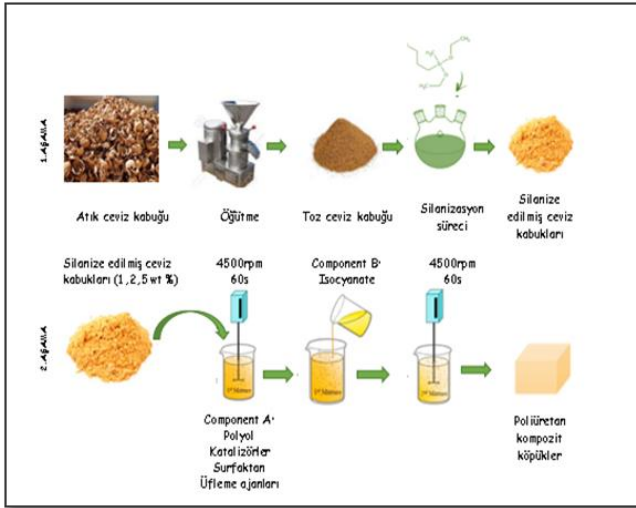 1.AŞAMA
Atık ceviz kabuğu
Öğütme
Toz ceviz kabuğu
Silanizasyon
süreci
Silanize
edilmiş ceviz
kabukları
2.AŞAMA
Silanize edilmiş ceviz
kabukları (1,2,5 wt %)
4500rpm
60s
Component B:
Isocyanate
4500rpm
60s
Component A:
Polyol
Katalizörler
Surfaktan
Üfleme ajanları
Poliüretan
kompozit
köpükler